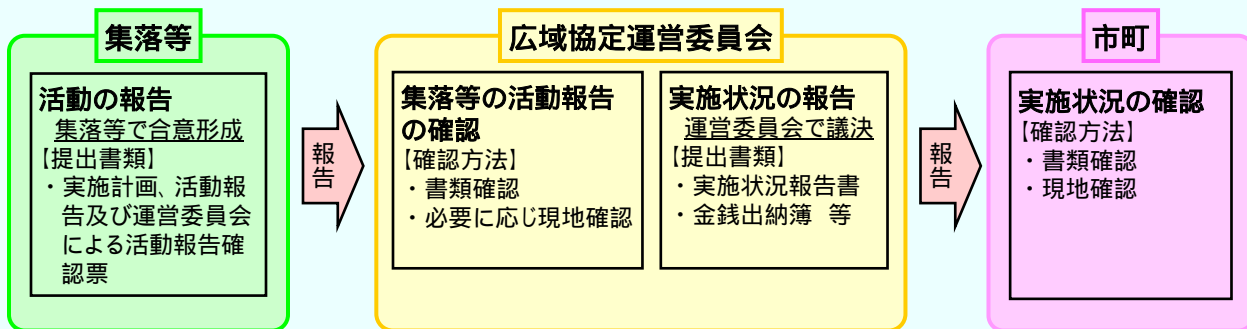 集落等
活動の報告
集落等で合意形成
【提出書類】
・実施計画、活動報
告及び運営委員会
による活動報告確
認票
報告
広域協定運営委員会
集落等の活動報告
の確認
【確認方法】
・書類確認
・必要に応じ現地確認
実施状況の報告
運営委員会で議決
【提出書類】
・実施状況報告書
・金銭出納簿 等
報告
市町
実施状況の確認
【確認方法】
・書類確認
・現地確認